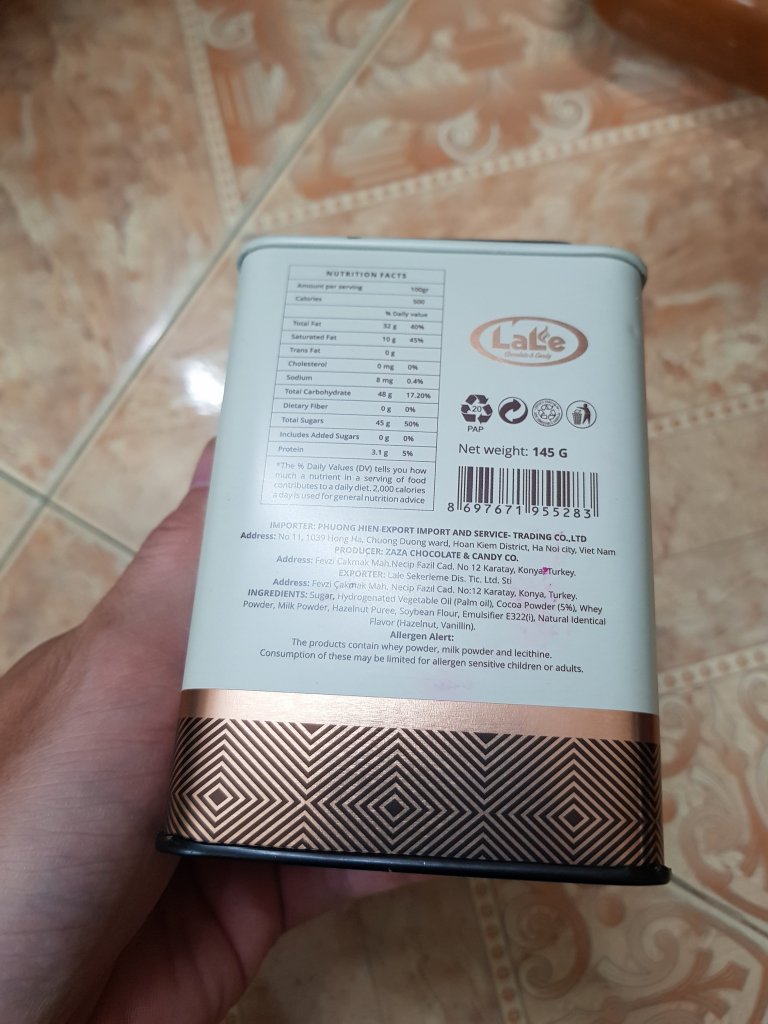 NUTRITION FACTS
Amount per serving 100gr
Calories 500
% Daily value
Total Fat 32 g 40%
Saturated Fat 10 g 45%
Trans Fat 0 g
Cholesterol 0 mg 0%
Sodium 8 mg 0.4%
Total Carbohydrate 48 g 17.20%
Dietary Fiber 0 g 0%
Total Sugars 45 g 50%
Includes Added Sugars 0 g 0%
Protein 3.1 g 5%
*The % Daily Values (DV) tells you how
much a nutrient in a serving of food
contributes to a daily diet. 2,000 calories
a day is used for general nutrition advice
LaLe
Chocolate & Candy
20
PAP
Net weight: 145 G
8 697671 955283
IMPORTER: PHUONG HIEN EXPORT IMPORT AND SERVICE- TRADING CO.,LTD
Address: No 11, 1039 Hong Ha, Chuong Duong ward, Hoan Kiem District, Ha Noi city, Viet Nam
PRODUCER: ZAZA CHOCOLATE & CANDY CO.
Address: Fevzi Çakmak Mah.Necip Fazil Cad. No 12 Karatay, Konya, Turkey.
EXPORTER: Lale Sekerleme Dis. Tic. Ltd. Sti
Address: Fevzi Çakmak Mah. Necip Fazil Cad. No:12 Karatay, Konya, Turkey.
INGREDIENTS: Sugar, Hydrogenated Vegetable Oil (Palm oil), Cocoa Powder (5%), Whey
Powder, Milk Powder, Hazelnut Puree, Soybean Flour, Emulsifier E322(i), Natural Identical
Flavor (Hazelnut, Vanillin).
Allergen Alert:
The products contain whey powder, milk powder and lecithine.
Consumption of these may be limited for allergen sensitive children or adults.